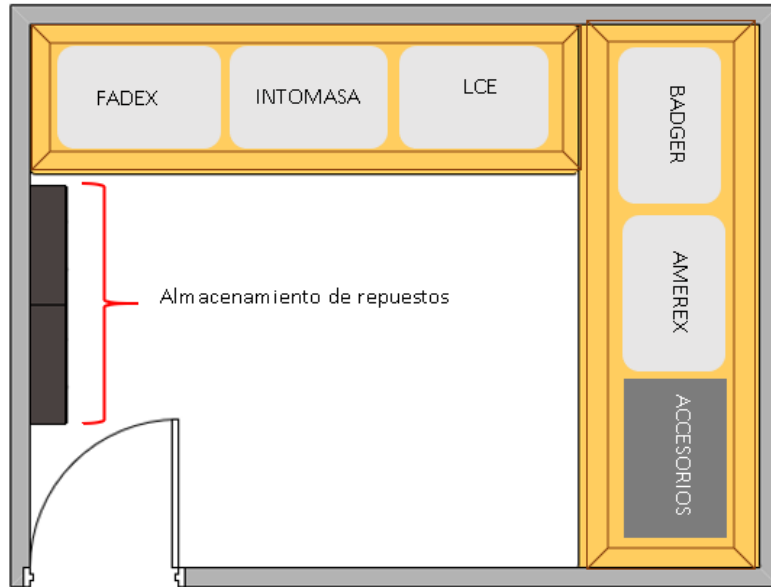 FADEX
INTOMASA
LCE
BADGER
AMEREX
ACCESORIOS
Almacenamiento de repuestos